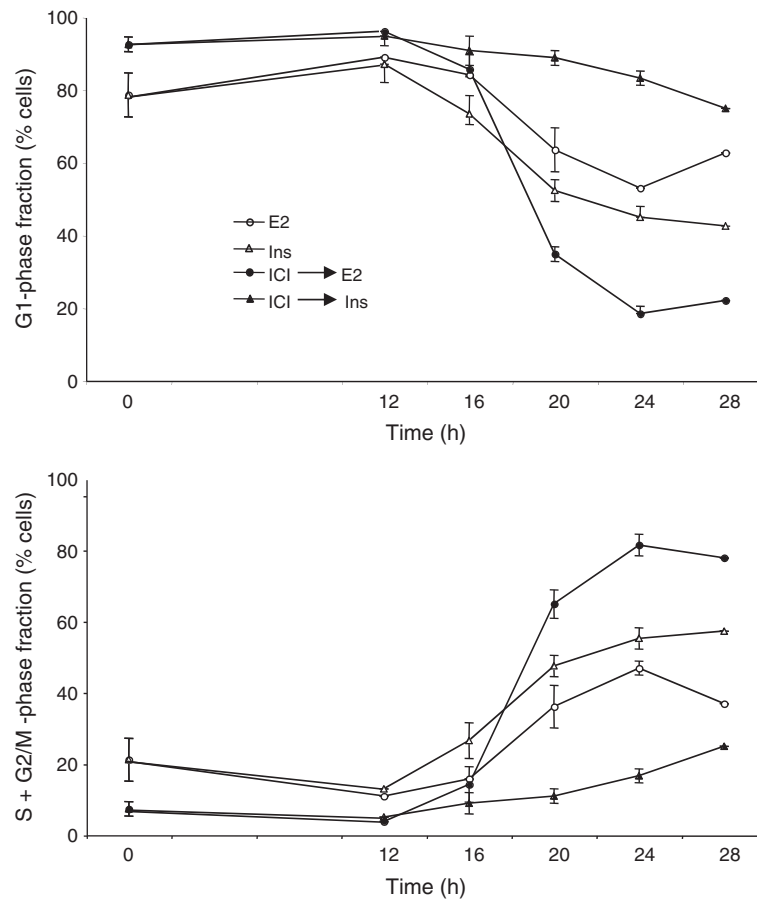 100
80
60
40
20
0
G1-phase fraction (% cells)
E2
Ins
ICI E2
ICI Ins
0 12 16 20 24 28
Time (h)
100
80
60
40
20
0
S + G2/M -phase fraction (% cells)
0 12 16 20 24 28
Time (h)